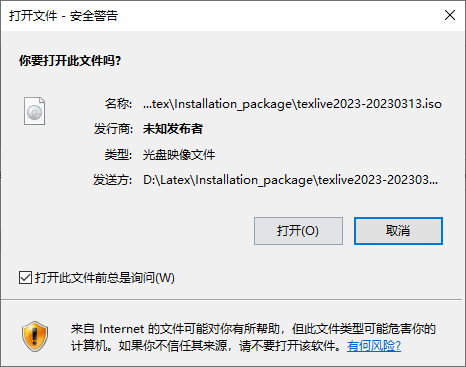 打开文件 - 安全警告
你要打开此文件吗?
名称: ...tex\Installation_package\texlive2023-20230313.iso
发行商: 未知发布者
类型: 光盘映像文件
发送方: D:\Latex\Installation_package\texlive2023-202303...
打开(O)
取消
打开此文件前总是询问(W)
来自 Internet 的文件可能对你有所帮助，但此文件类型可能危害你的
计算机。如果你不信任其来源，请不要打开该软件。有何风险?